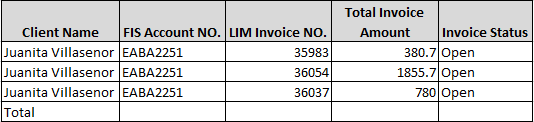 Client Name FIS Account NO. LIM Invoice NO. Total Invoice Amount Invoice Status
Juanita Villasenor EABA2251 35983 380.7 Open
Juanita Villasenor EABA2251 36054 1855.7 Open
Juanita Villasenor EABA2251 36037 780 Open
Total